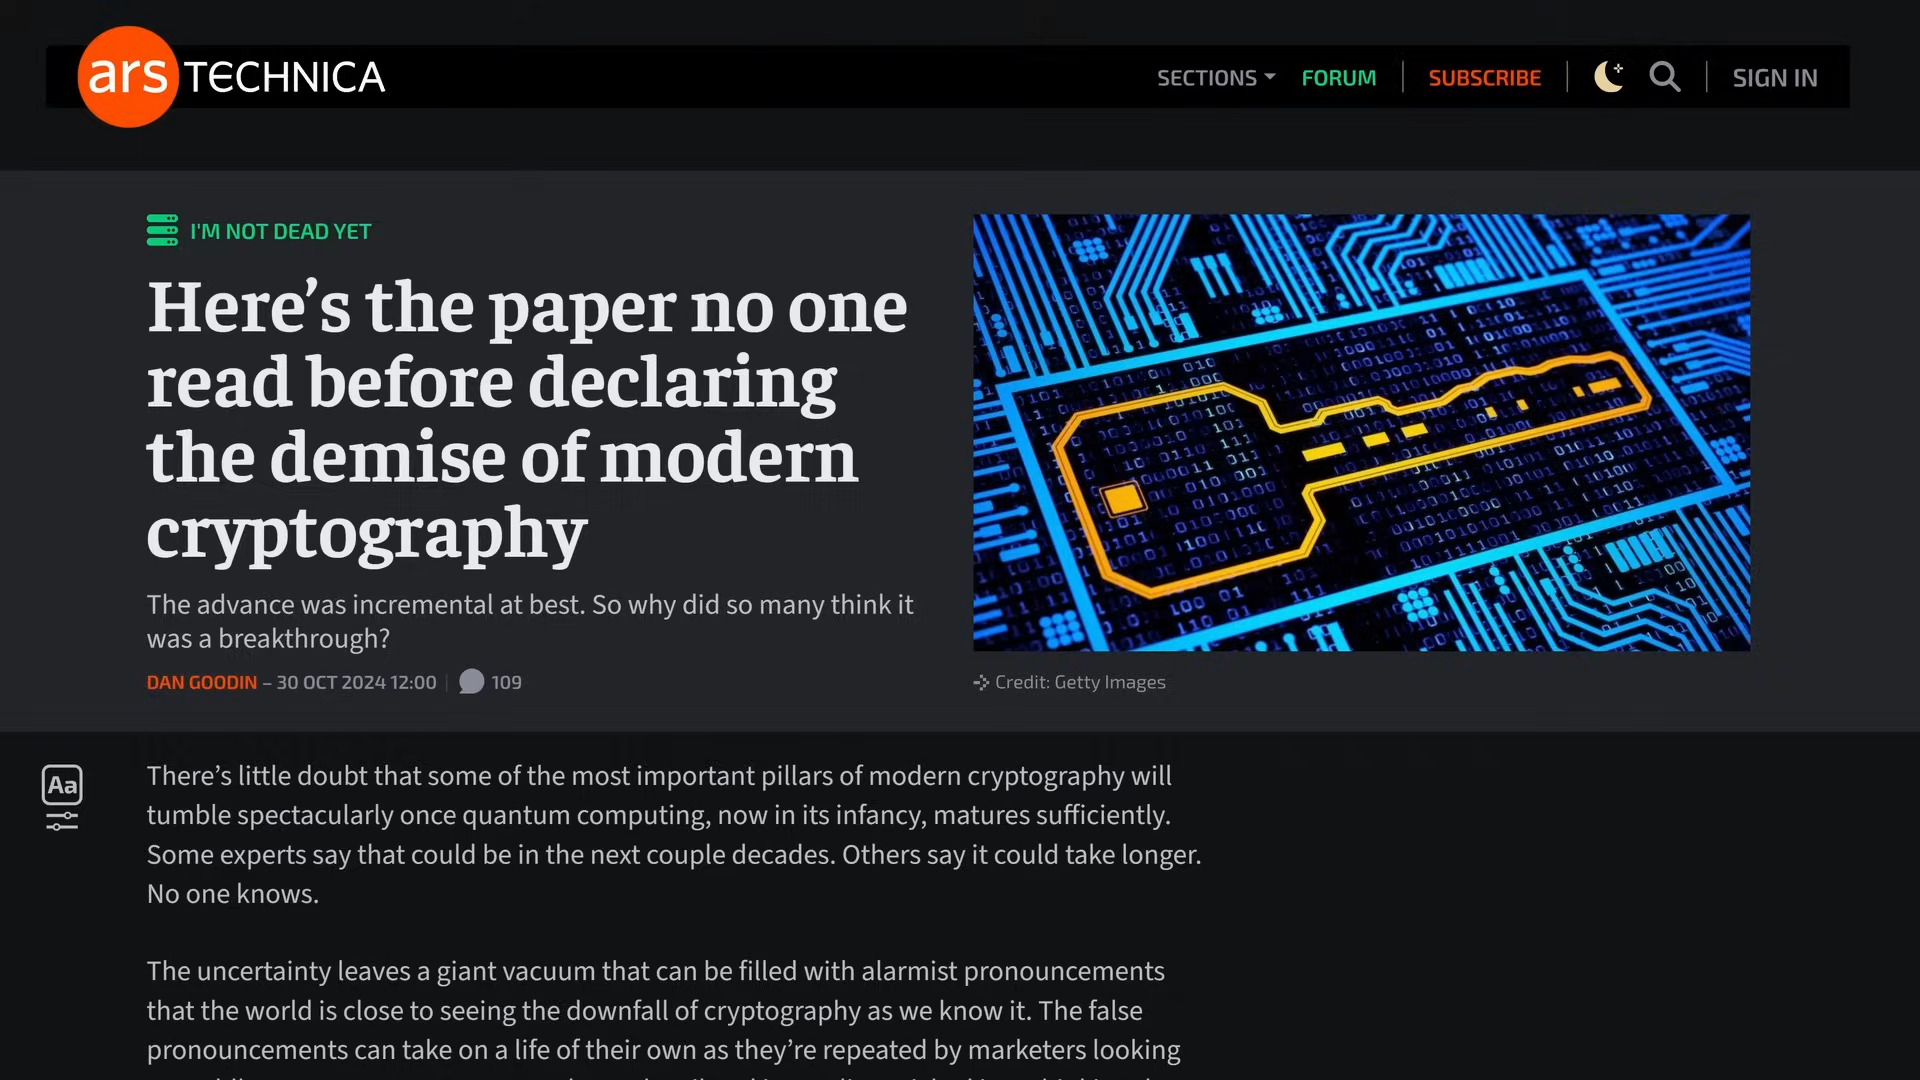 ars TECHNICA
SECTIONS FORUM SUBSCRIBE SIGN IN
I'M NOT DEAD YET
Here’s the paper no one
read before declaring
the demise of modern
cryptography
The advance was incremental at best. So why did so many think it
was a breakthrough?
DAN GOODIN – 30 OCT 2024 12:00 109
Credit: Getty Images
Aa
There’s little doubt that some of the most important pillars of modern cryptography will
tumble spectacularly once quantum computing, now in its infancy, matures sufficiently.
Some experts say that could be in the next couple decades. Others say it could take longer.
No one knows.
The uncertainty leaves a giant vacuum that can be filled with alarmist pronouncements
that the world is close to seeing the downfall of cryptography as we know it. The false
pronouncements can take on a life of their own as they’re repeated by marketers looking